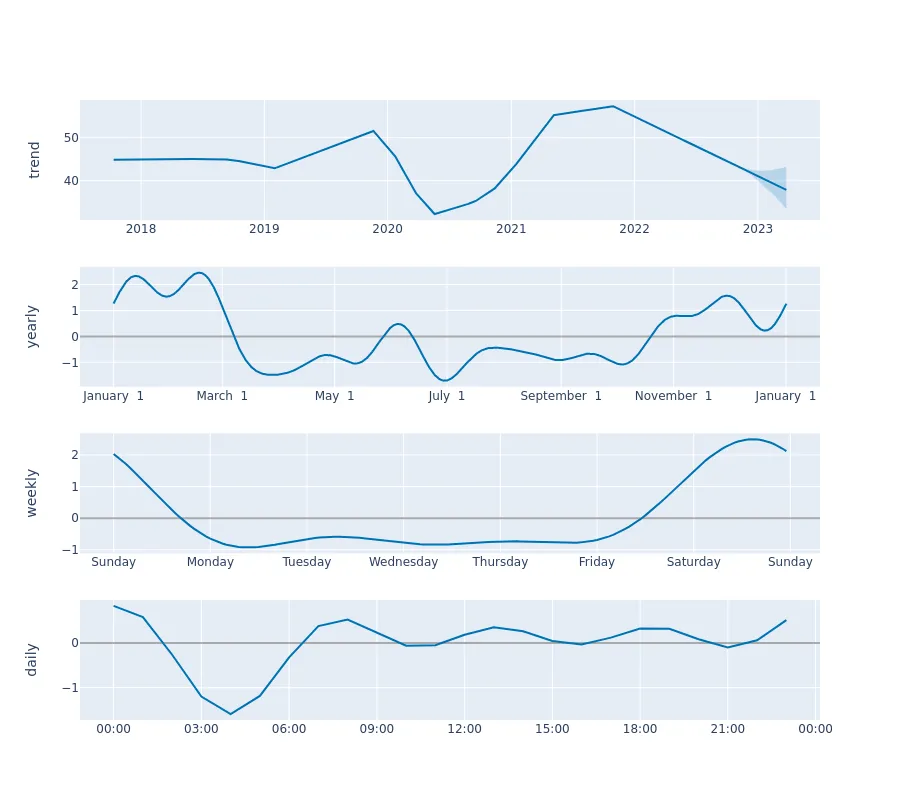 trend
50
40
2018 2019 2020 2021 2022 2023
yearly
2
1
0
−1
January 1 March 1 May 1 July 1 September 1 November 1 January 1
weekly
2
1
0
−1
Sunday Monday Tuesday Wednesday Thursday Friday Saturday Sunday
daily
0
−1
00:00 03:00 06:00 09:00 12:00 15:00 18:00 21:00 00:00